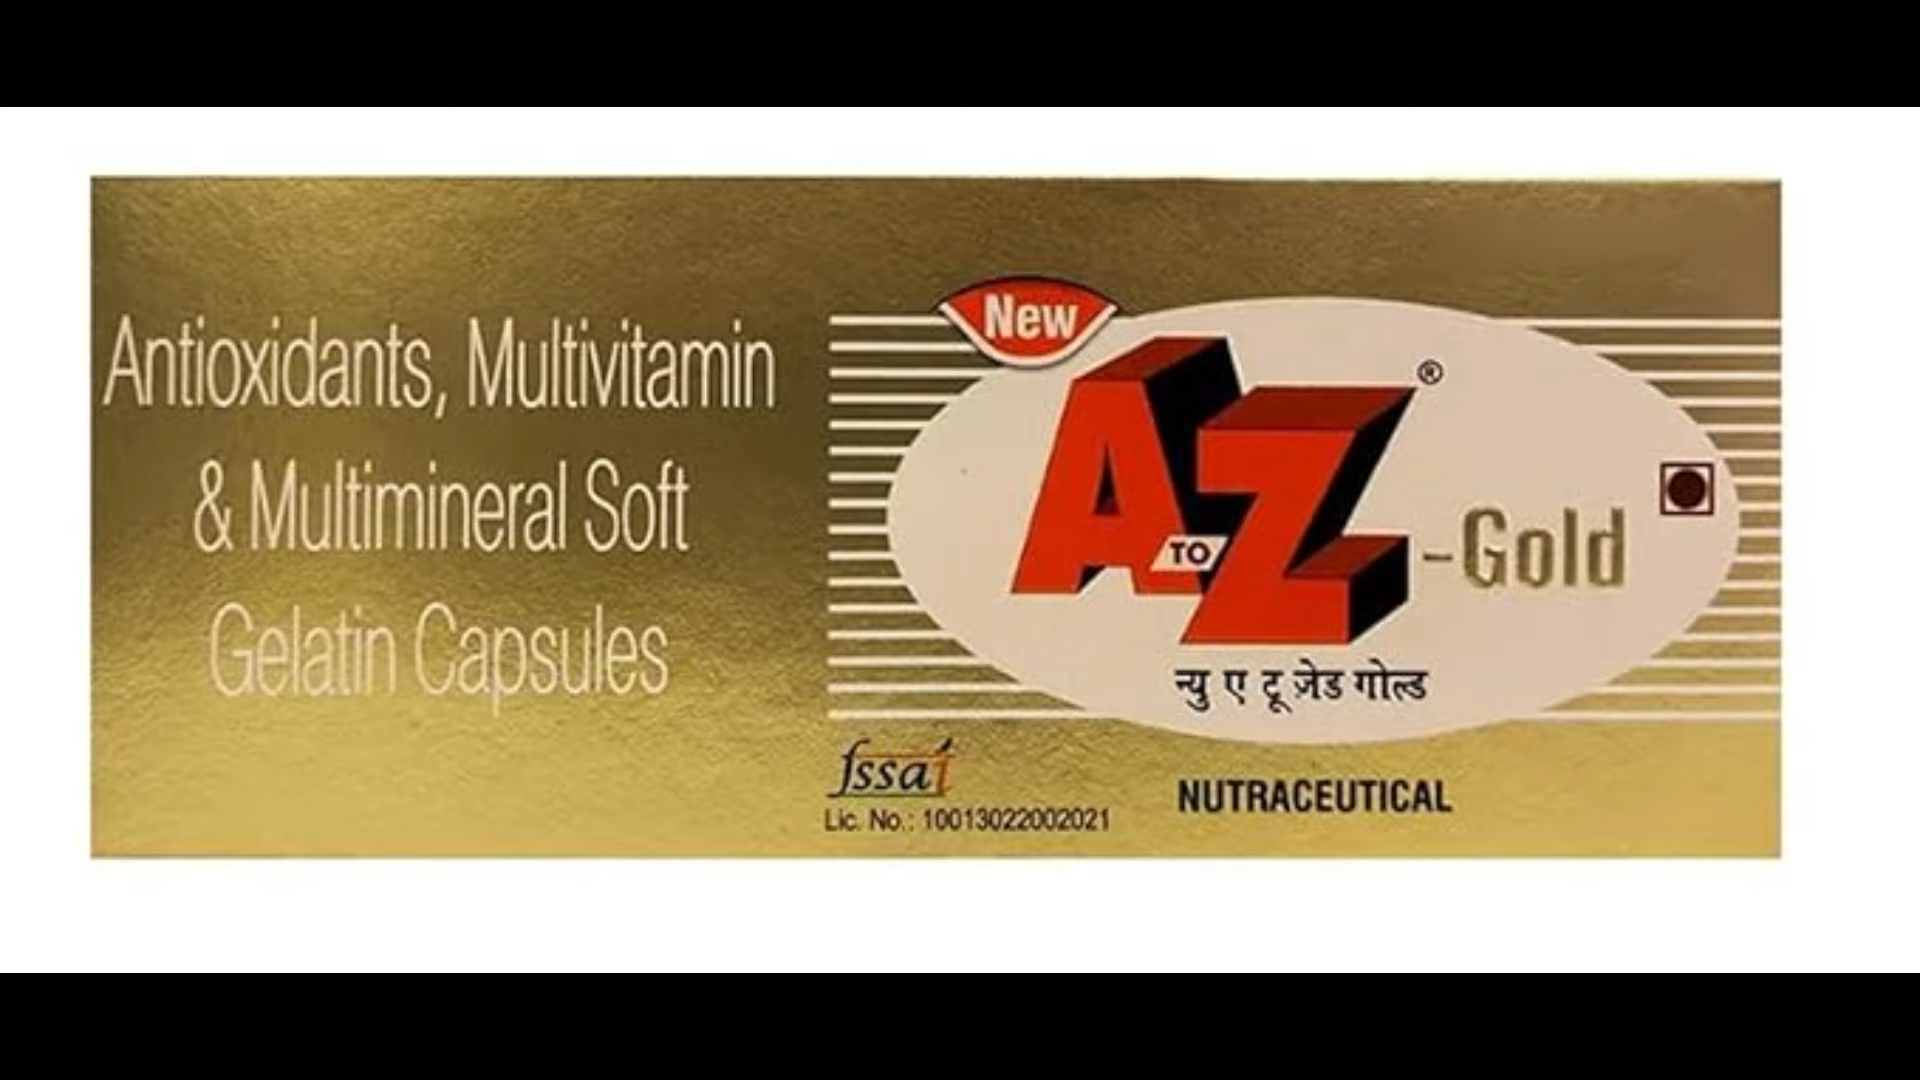 Antioxidants, Multivitamin
& Multimineral Soft
Gelatin Capsules
New
A TO Z®-Gold
न्यु ए टू ज़ेड गोल्ड
fssai
Lic. No.: 10013022002021
NUTRACEUTICAL